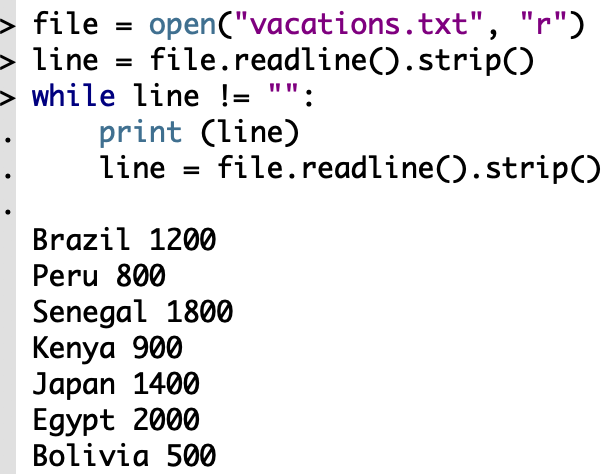 > file = open("vacations.txt", "r")
> line = file.readline().strip()
> while line != "":
.     print (line)
.     line = file.readline().strip()
.
Brazil 1200
Peru 800
Senegal 1800
Kenya 900
Japan 1400
Egypt 2000
Bolivia 500